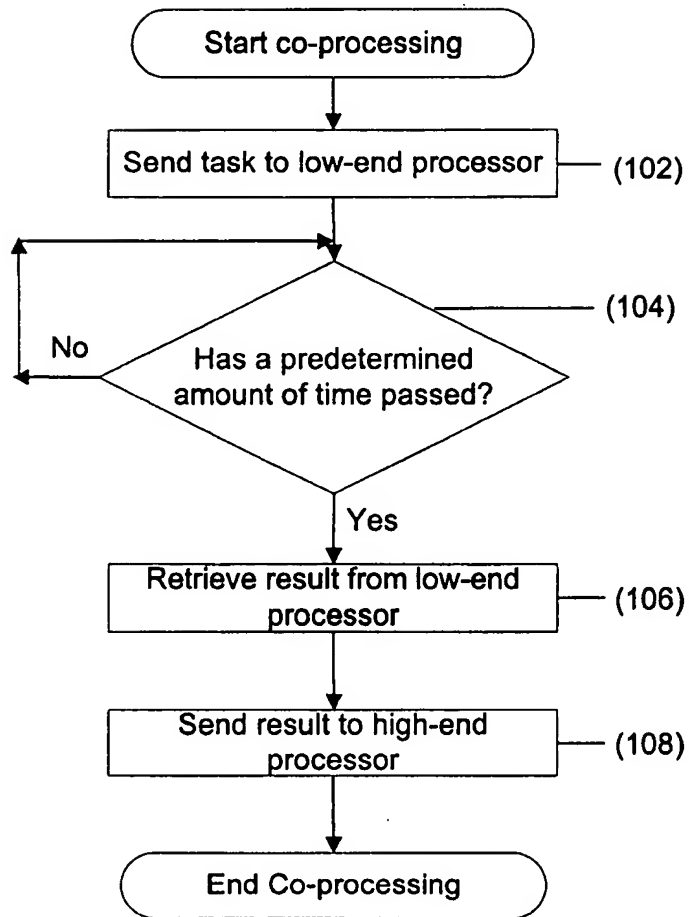 Start co-processing
Send task to low-end processor
(102)
(104)
No
Has a predetermined
amount of time passed?
Yes
Retrieve result from low-end
processor
(106)
Send result to high-end
processor
(108)
End Co-processing